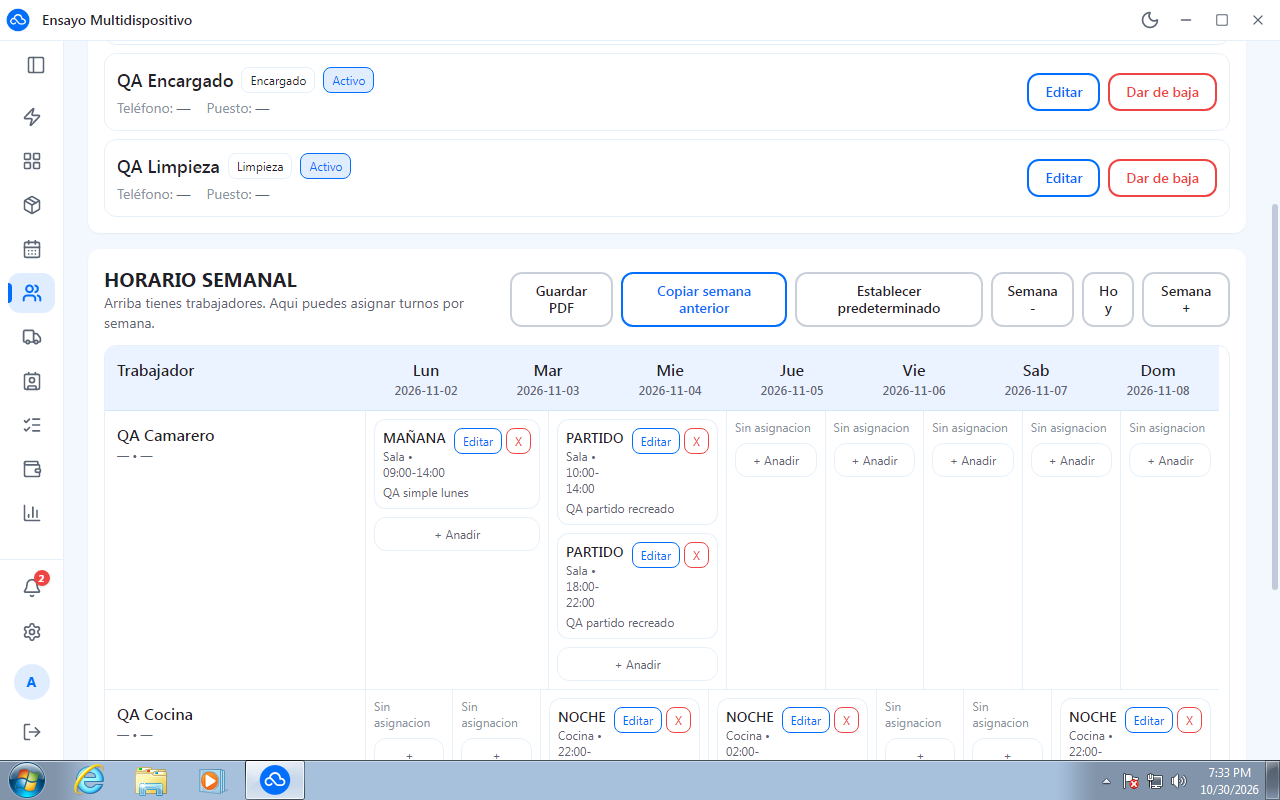 Ensayo Multidispositivo
QA Encargado Encargado Activo
Teléfono: — Puesto: —
Editar Dar de baja
QA Limpieza Limpieza Activo
Teléfono: — Puesto: —
Editar Dar de baja
HORARIO SEMANAL
Arriba tienes trabajadores. Aqui puedes asignar turnos por
semana.
Guardar
PDF
Copiar semana
anterior
Establecer
predeterminado
Semana
-
Ho
y
Semana
+
Trabajador
Lun
2026-11-02
Mar
2026-11-03
Mie
2026-11-04
Jue
2026-11-05
Vie
2026-11-06
Sab
2026-11-07
Dom
2026-11-08
QA Camarero
— • —
MAÑANA Editar X
Sala •
09:00-14:00
QA simple lunes
+ Anadir
PARTIDO Editar X
Sala •
10:00-
14:00
QA partido recreado
PARTIDO Editar X
Sala •
18:00-
22:00
QA partido recreado
+ Anadir
Sin asignacion
+ Anadir
Sin asignacion
+ Anadir
Sin asignacion
+ Anadir
Sin asignacion
+ Anadir
Sin asignacion
+ Anadir
QA Cocina
— • —
Sin
asignacion
+
Sin
asignacion
+
NOCHE Editar X
Cocina •
22:00-
NOCHE Editar X
Cocina •
02:00-
Sin
asignacion
+
Sin
asignacion
+
NOCHE Editar X
Cocina •
22:00-
2
A
7:33 PM
10/30/2026